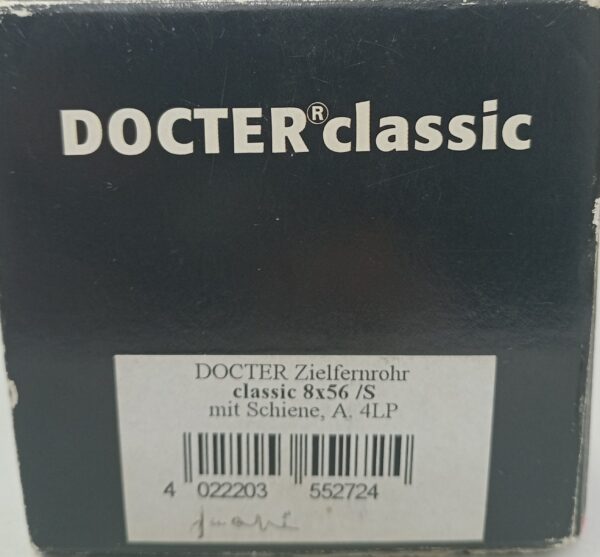 DOCTER® classic
DOCTER Zielfernrohr
classic 8x56 /S
mit Schiene, A. 4LP
4 022203 552724